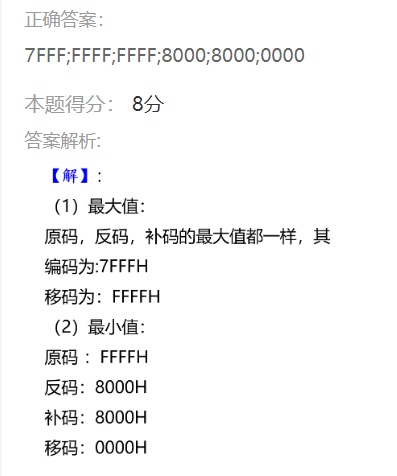 正确答案:
7FFF;FFFF;FFFF;8000;8000;0000
本题得分： 8分
答案解析:
【解】：
（1）最大值：
原码，反码，补码的最大值都一样，其
编码为:7FFFH
移码为：FFFFH
（2）最小值：
原码 ：FFFFH
反码：8000H
补码：8000H
移码：0000H